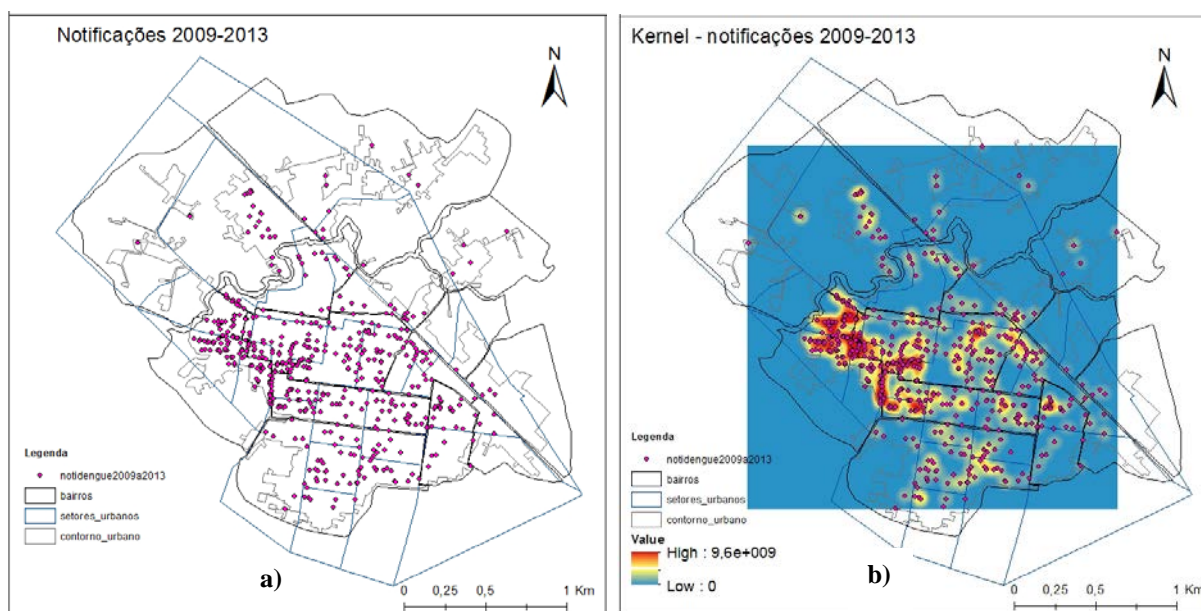 Notificações 2009-2013
N
Legenda
notidengue2009a2013
bairros
setores_urbanos
contorno_urbano
a)
0 0,25 0,5 1 Km
Kernel - notificações 2009-2013
N
Legenda
notidengue2009a2013
bairros
setores_urbanos
contorno_urbano
Value
High : 9,6e+009
Low : 0
b)
0 0,25 0,5 1 Km